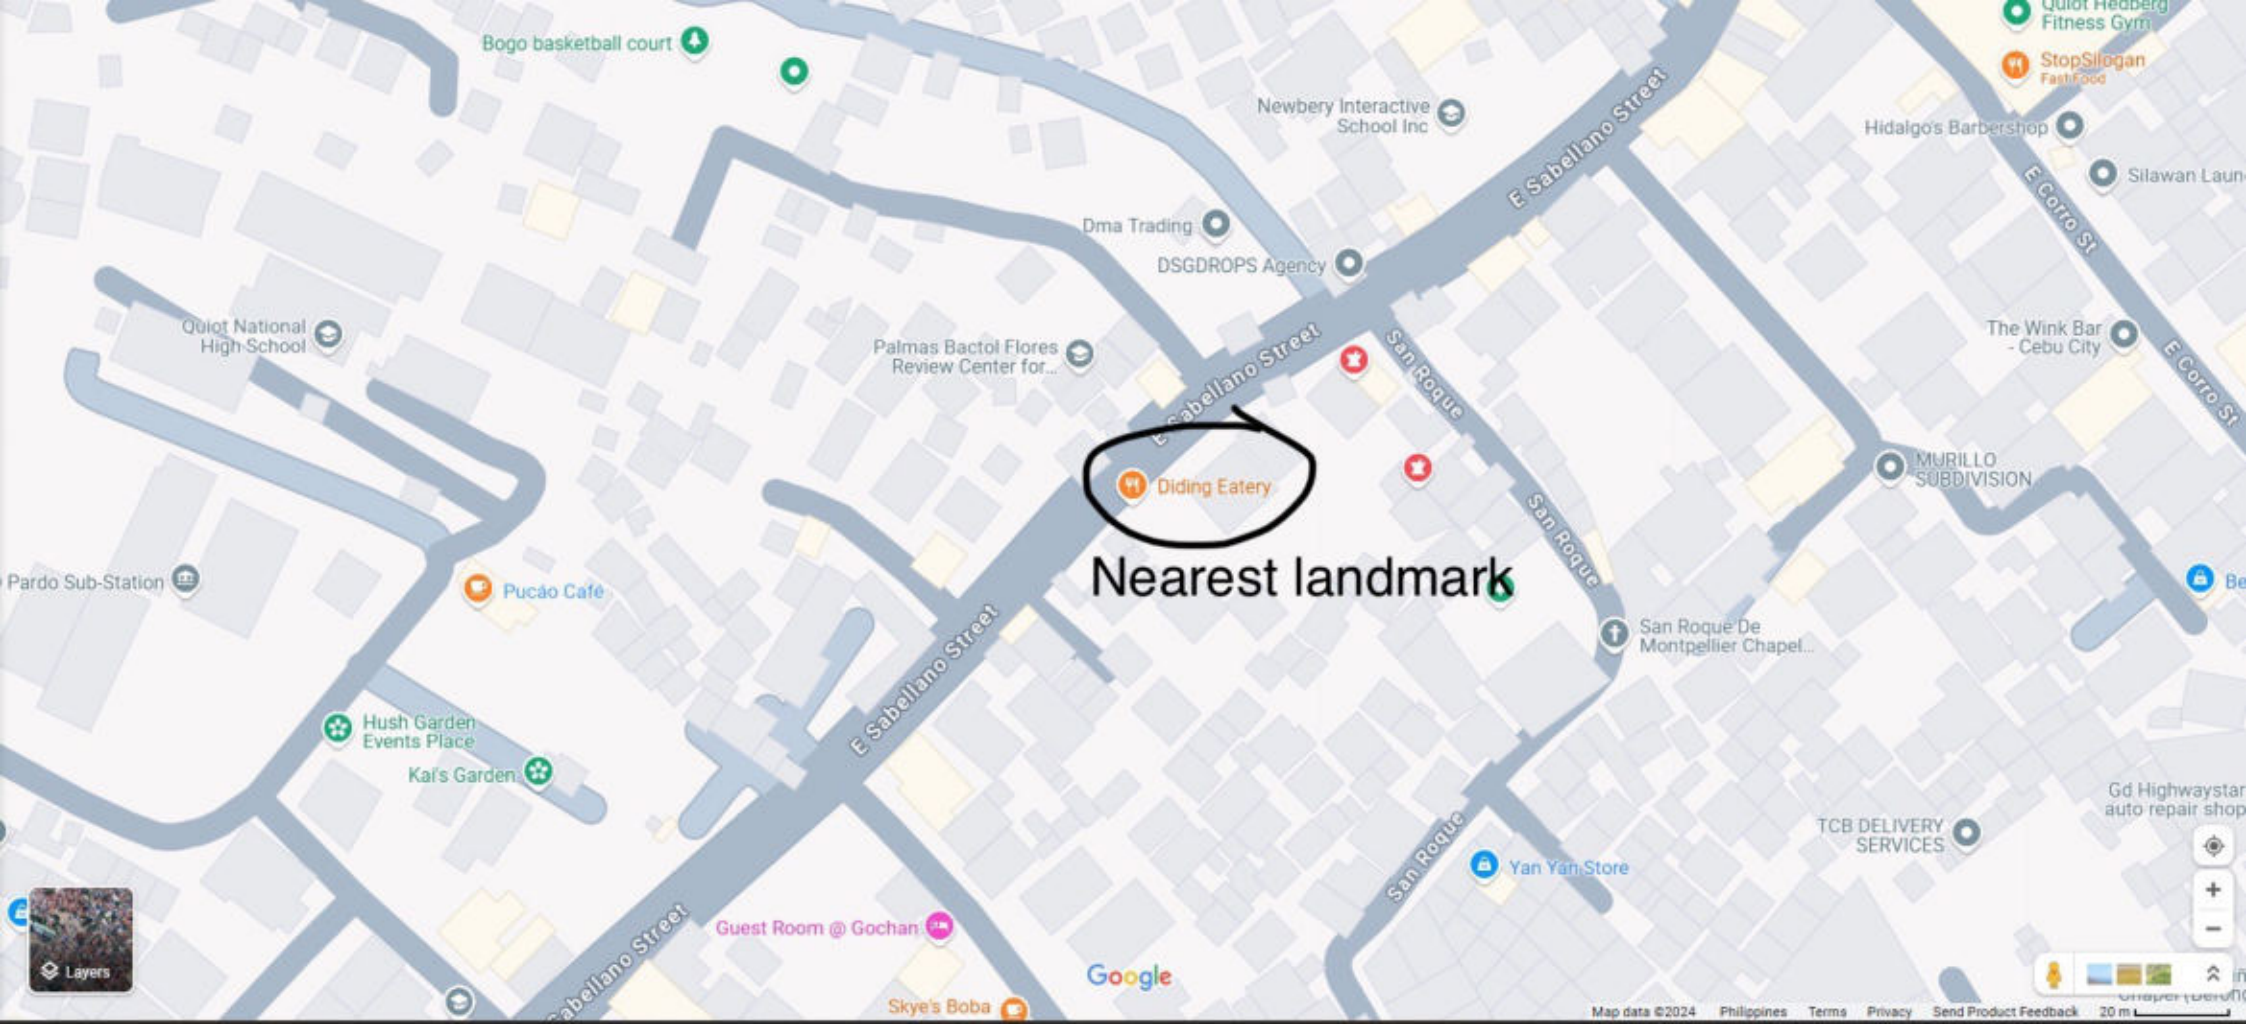 Quiot Hedberg
Fitness Gym
Bogo basketball court
StopSilogan
Fast Food
Newbery Interactive
School Inc
E Sabellano Street
Hidalgo's Barbershop
Silawan Laun
E Corro St
Dma Trading
DSGDROPS Agency
Quiot National
High School
Palmas Bactol Flores
Review Center for...
E Sabellano Street
San Roque
The Wink Bar
- Cebu City
E Corro St
Diding Eatery
MURILLO
SUBDIVISION
San Roque
Nearest landmark
Pardo Sub-Station
Pucáo Café
Be
San Roque De
Montpellier Chapel...
E Sabellano Street
Hush Garden
Events Place
Kai's Garden
Gd Highwaystar
auto repair shop
TCB DELIVERY
SERVICES
San Roque
Yan Yan Store
Guest Room @ Gochan
Layers
Sabellano Street
Google
Skye's Boba
Map data ©2024 Philippines Terms Privacy Send Product Feedback 20 m